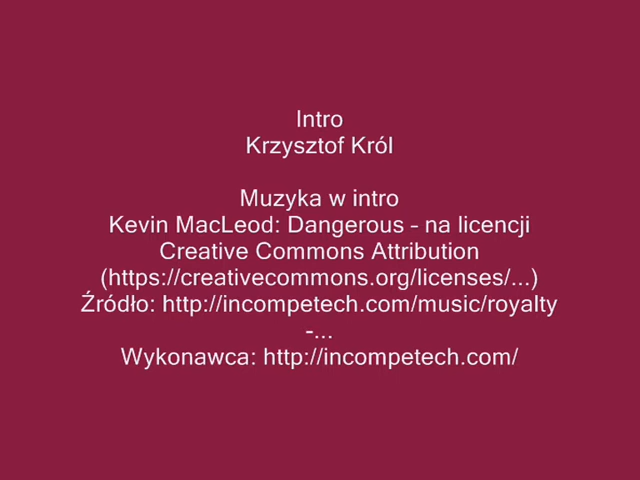 Intro
Krzysztof Król
Muzyka w intro
Kevin MacLeod: Dangerous – na licencji
Creative Commons Attribution
(https://creativecommons.org/licenses/...)
Źródło: http://incompetech.com/music/royalty
-...
Wykonawca: http://incompetech.com/